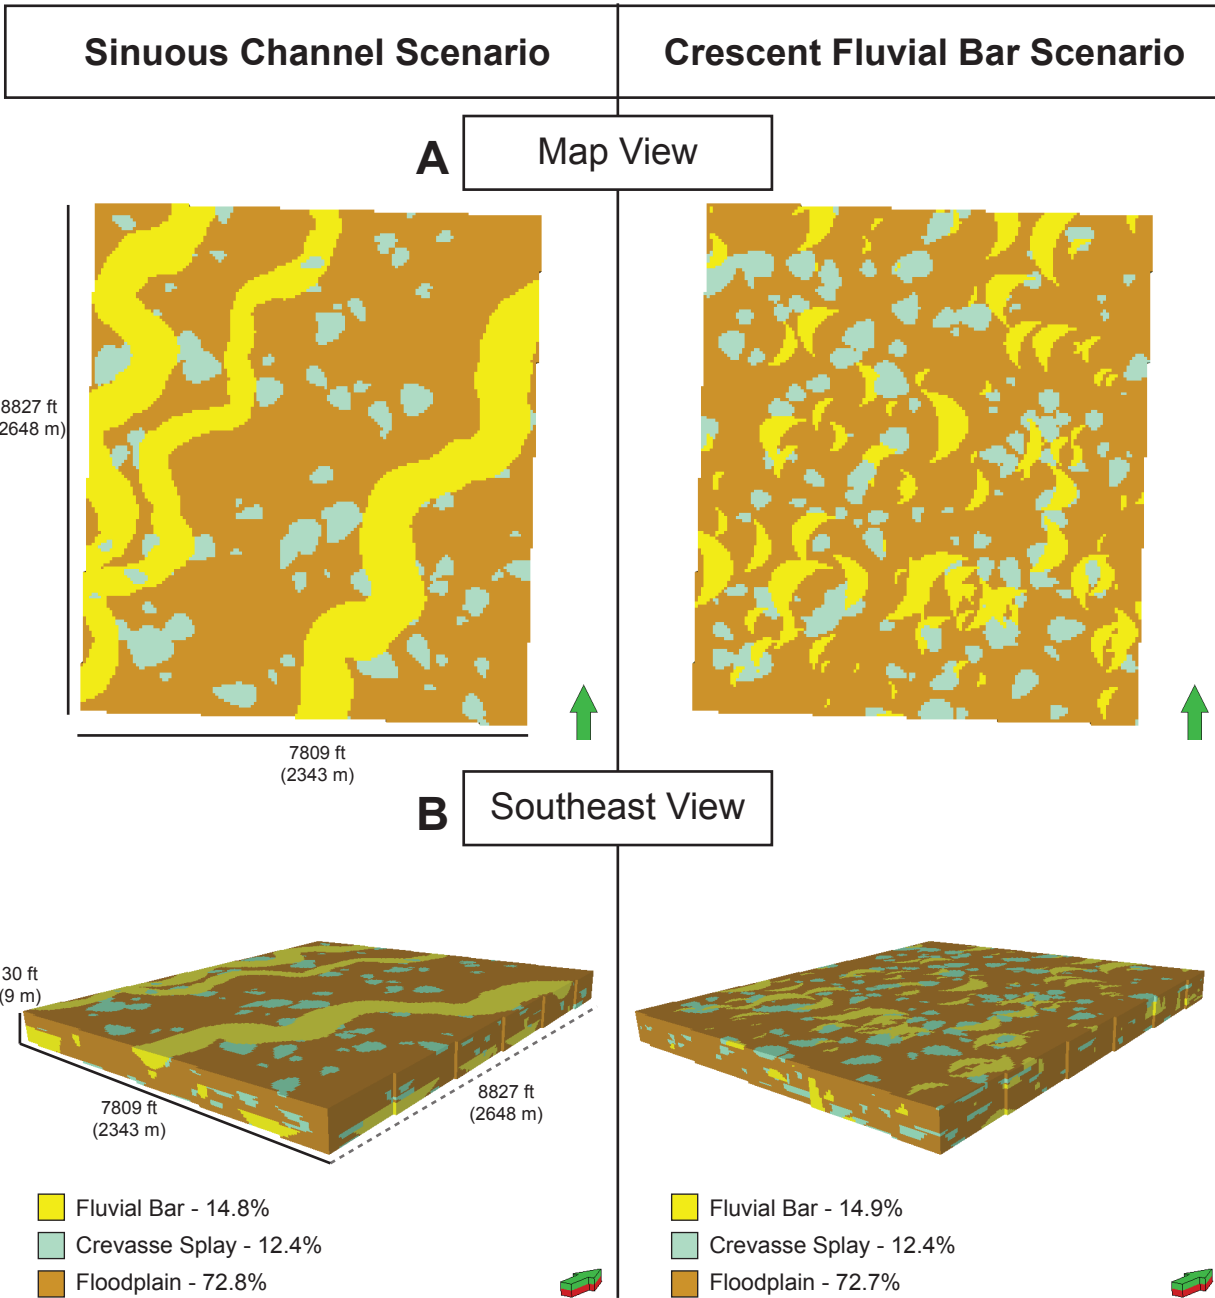 Sinuous Channel Scenario
Crescent Fluvial Bar Scenario
A
Map View
8827 ft
2648 m)
7809 ft
(2343 m)
B
Southeast View
30 ft
(9 m)
7809 ft
(2343 m)
8827 ft
(2648 m)
Fluvial Bar - 14.8%
Crevasse Splay - 12.4%
Floodplain - 72.8%
Fluvial Bar - 14.9%
Crevasse Splay - 12.4%
Floodplain - 72.7%